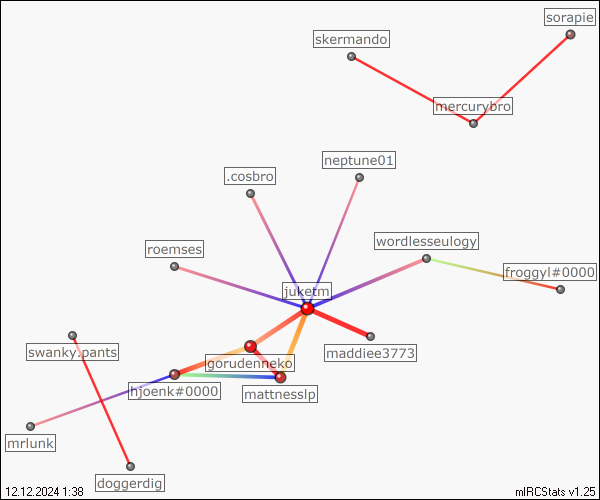 sorapie
skermando
mercurybro
neptune01
.cosbro
wordlesseulogy
roemses
froggyl#0000
juketm
swanky.pants
maddiee3773
gorudenneko
hjoenk#0000
mattnesslp
mrlunk
doggerdig
12.12.2024 1:38
mIRCStats v1.25